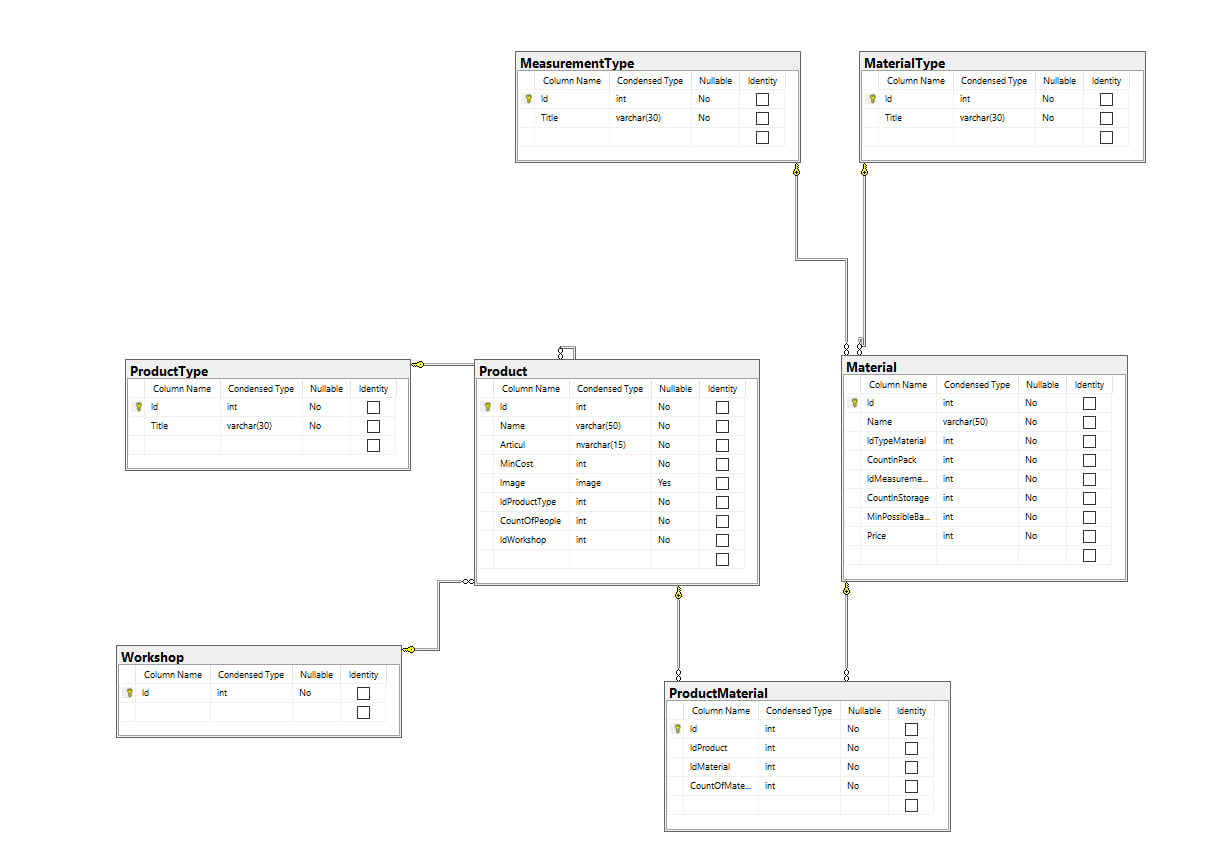 MeasurementType
Column Name Condensed Type Nullable Identity
Id int No
Title varchar(30) No
MaterialType
Column Name Condensed Type Nullable Identity
Id int No
Title varchar(30) No
ProductType
Column Name Condensed Type Nullable Identity
Id int No
Title varchar(30) No
Product
Column Name Condensed Type Nullable Identity
Id int No
Name varchar(50) No
Articul nvarchar(15) No
MinCost int No
Image image Yes
IdProductType int No
CountOfPeople int No
IdWorkshop int No
Material
Column Name Condensed Type Nullable Identity
Id int No
Name varchar(50) No
IdTypeMaterial int No
CountInPack int No
IdMeasureme... int No
CountInStorage int No
MinPossibleBa... int No
Price int No
Workshop
Column Name Condensed Type Nullable Identity
Id int No
ProductMaterial
Column Name Condensed Type Nullable Identity
Id int No
IdProduct int No
IdMaterial int No
CountOfMate... int No